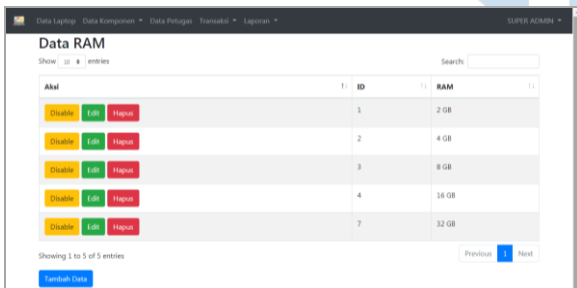 Data Laptop Data Komponen Data Petugas Transaksi Laporan SUPER ADMIN
Data RAM
Show 10 entries Search:
Aksi ID RAM
Disable Edit Hapus 1 2 GB
Disable Edit Hapus 2 4 GB
Disable Edit Hapus 3 8 GB
Disable Edit Hapus 4 16 GB
Disable Edit Hapus 7 32 GB
Showing 1 to 5 of 5 entries Previous 1 Next
Tambah Data